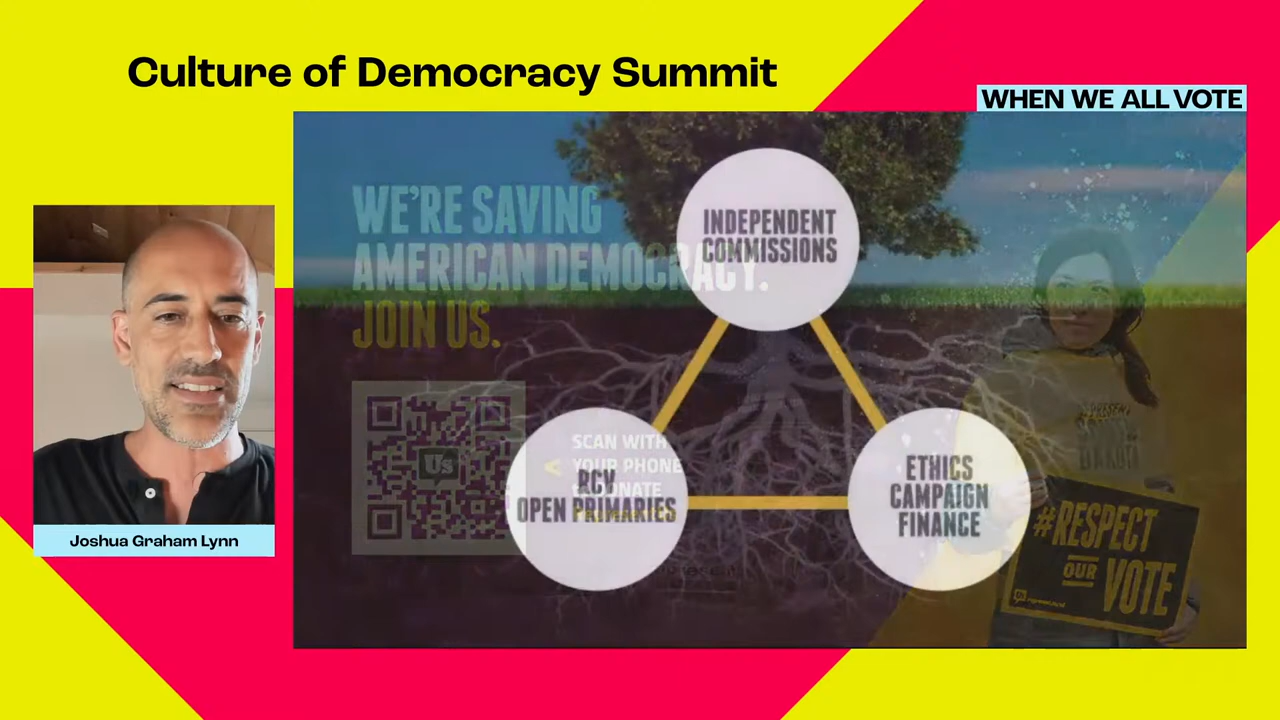 Culture of Democracy Summit
WHEN WE ALL VOTE
WE'RE SAVING
AMERICAN DEMOCRACY.
JOIN US.
INDEPENDENT
COMMISSIONS
Us
SCAN WITH
YOUR PHONE
RCV
OPEN PRIMARIES
ETHICS
CAMPAIGN
FINANCE
#RESPECT
OUR
VOTE
Joshua Graham Lynn